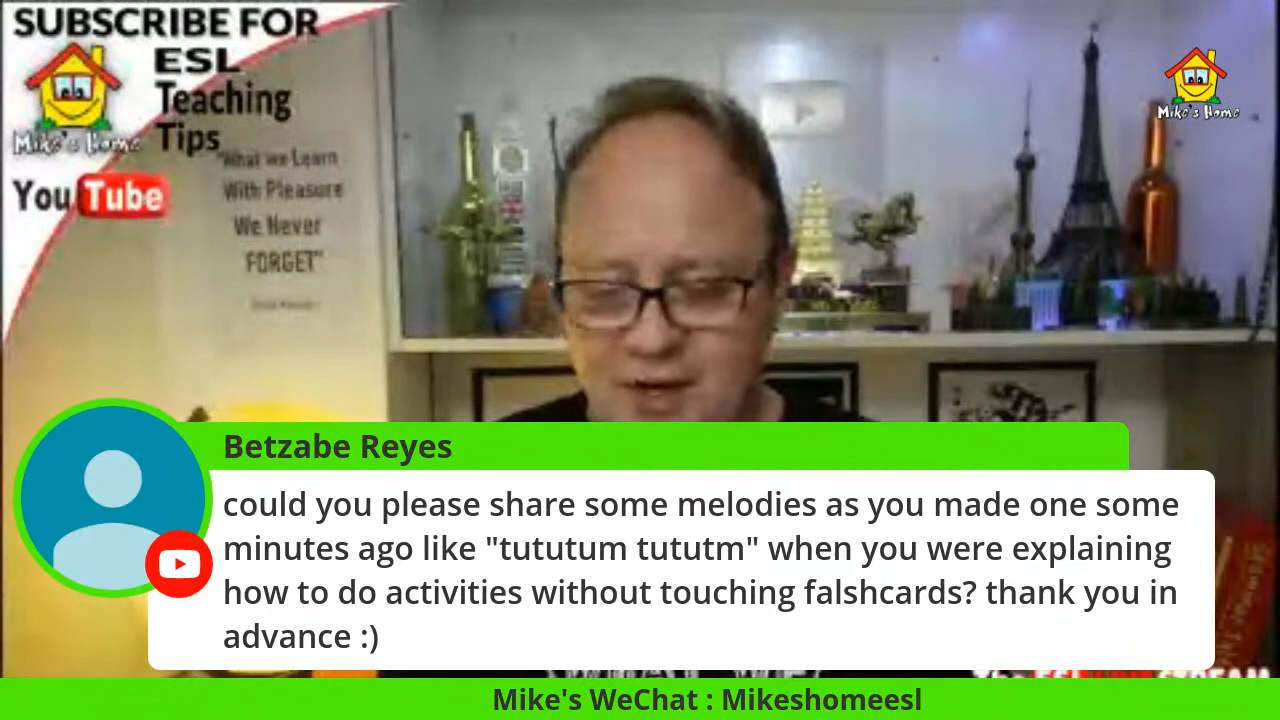 SUBSCRIBE FOR
ESL
Teaching
Tips
Mike's Home
YouTube
"What we Learn
With Pleasure
We Never
FORGET"
Mike's Home
Betzabe Reyes
could you please share some melodies as you made one some
minutes ago like "tututum tututm" when you were explaining
how to do activities without touching falshcards? thank you in
advance :)
Mike's WeChat : Mikeshomeesl